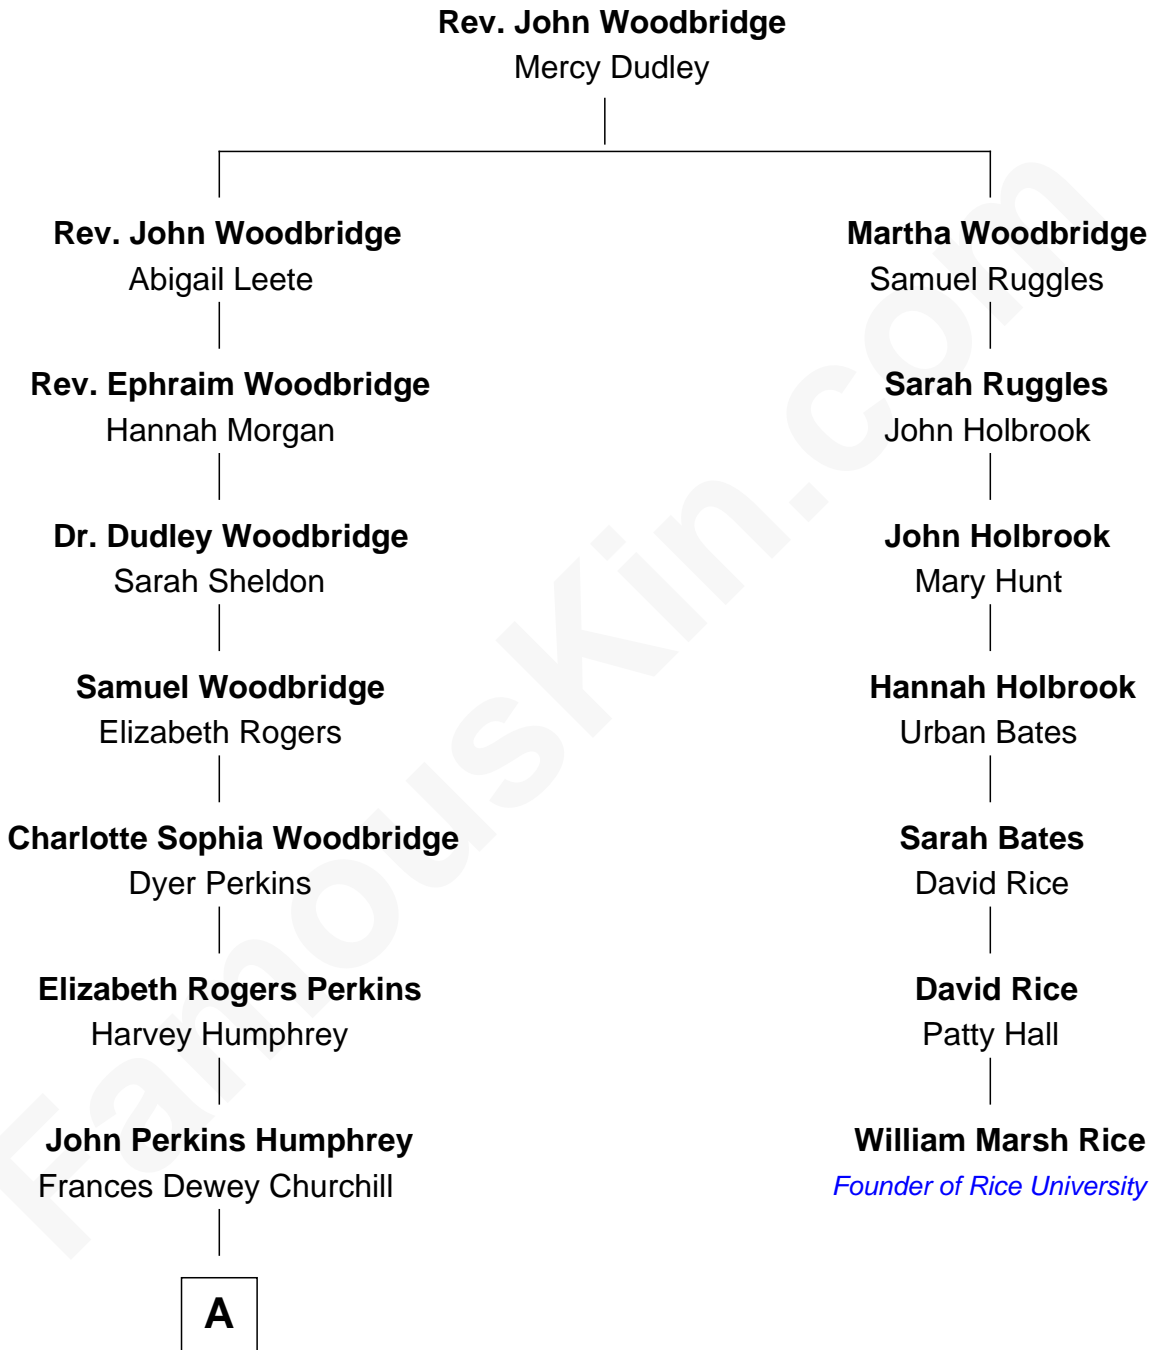 Rev. John Woodbridge
Mercy Dudley
Rev. John Woodbridge
Abigail Leete
Rev. Ephraim Woodbridge
Hannah Morgan
Dr. Dudley Woodbridge
Sarah Sheldon
Samuel Woodbridge
Elizabeth Rogers
Charlotte Sophia Woodbridge
Dyer Perkins
Elizabeth Rogers Perkins
Harvey Humphrey
John Perkins Humphrey
Frances Dewey Churchill
A
Martha Woodbridge
Samuel Ruggles
Sarah Ruggles
John Holbrook
John Holbrook
Mary Hunt
Hannah Holbrook
Urban Bates
Sarah Bates
David Rice
David Rice
Patty Hall
William Marsh Rice
Founder of Rice University
FamousKin.com